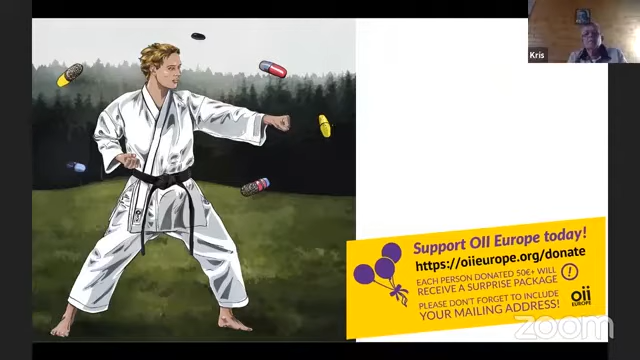 Kris
Support OII Europe today!
https://oiieurope.org/donate
EACH PERSON DONATED 50€+ WILL
RECEIVE A SURPRISE PACKAGE !
PLEASE DON'T FORGET TO INCLUDE
YOUR MAILING ADDRESS!
oii
EUROPE
zoom